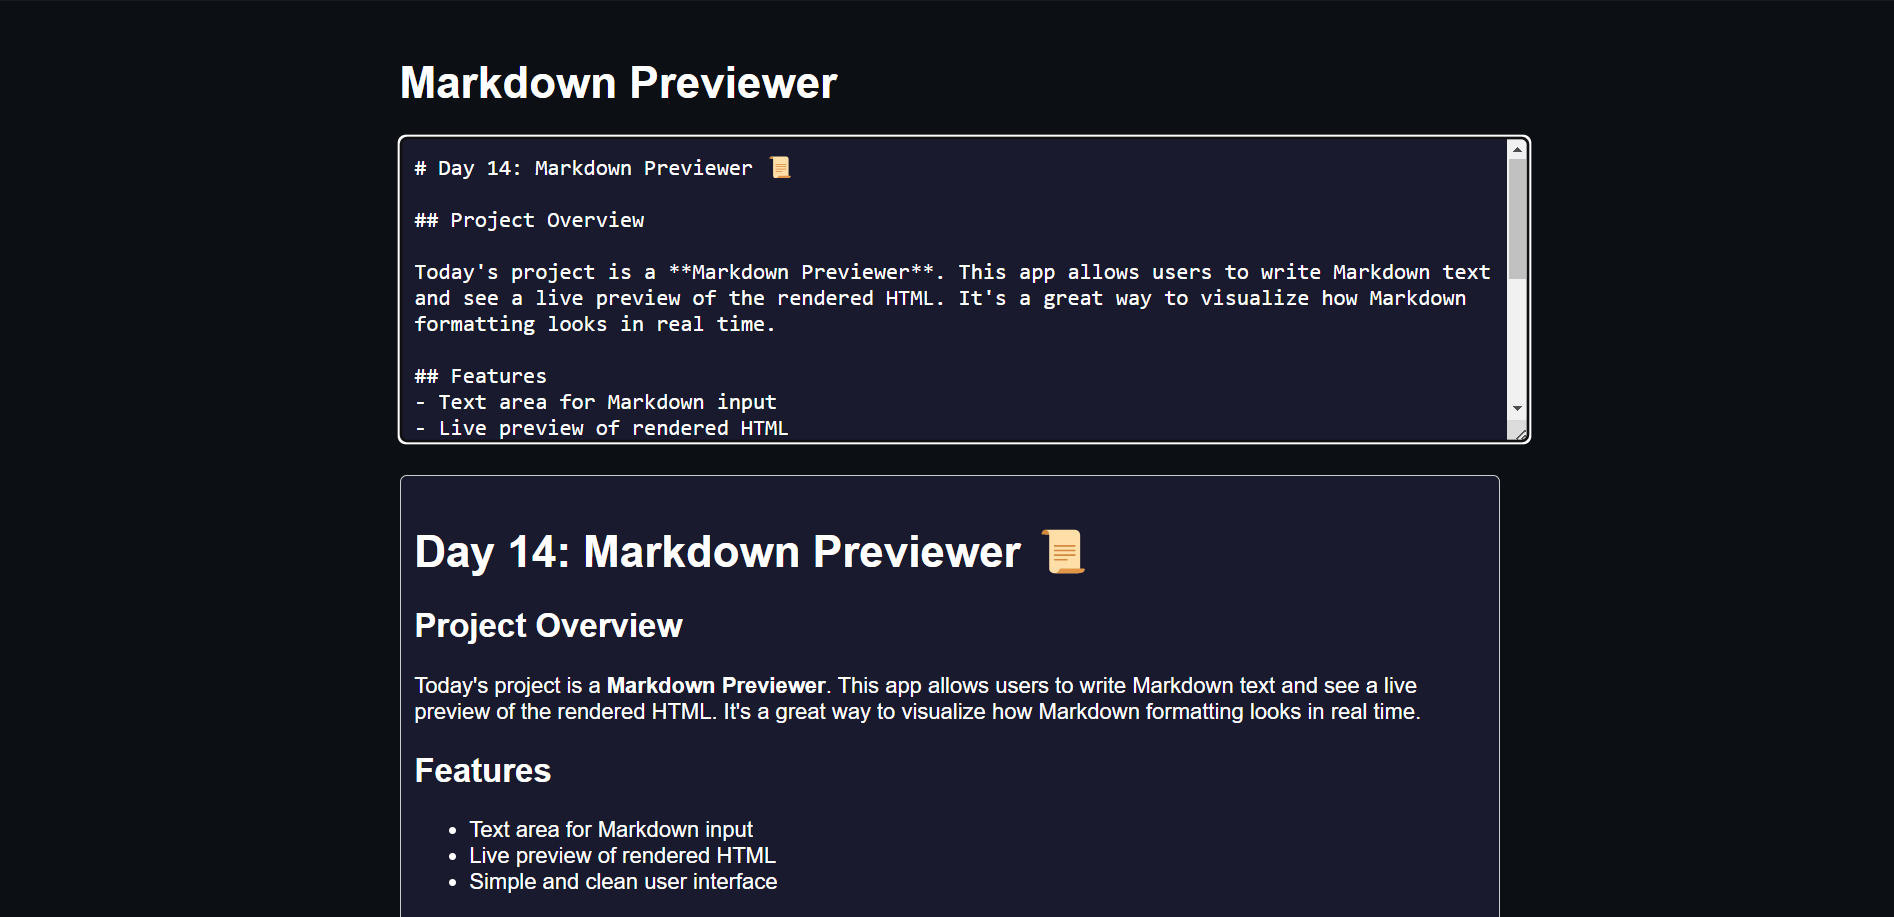 Markdown Previewer
# Day 14: Markdown Previewer 📜
## Project Overview
Today's project is a **Markdown Previewer**. This app allows users to write Markdown text
and see a live preview of the rendered HTML. It's a great way to visualize how Markdown
formatting looks in real time.
## Features
- Text area for Markdown input
- Live preview of rendered HTML
Day 14: Markdown Previewer 📜
Project Overview
Today's project is a Markdown Previewer. This app allows users to write Markdown text and see a live
preview of the rendered HTML. It's a great way to visualize how Markdown formatting looks in real time.
Features
• Text area for Markdown input
• Live preview of rendered HTML
• Simple and clean user interface